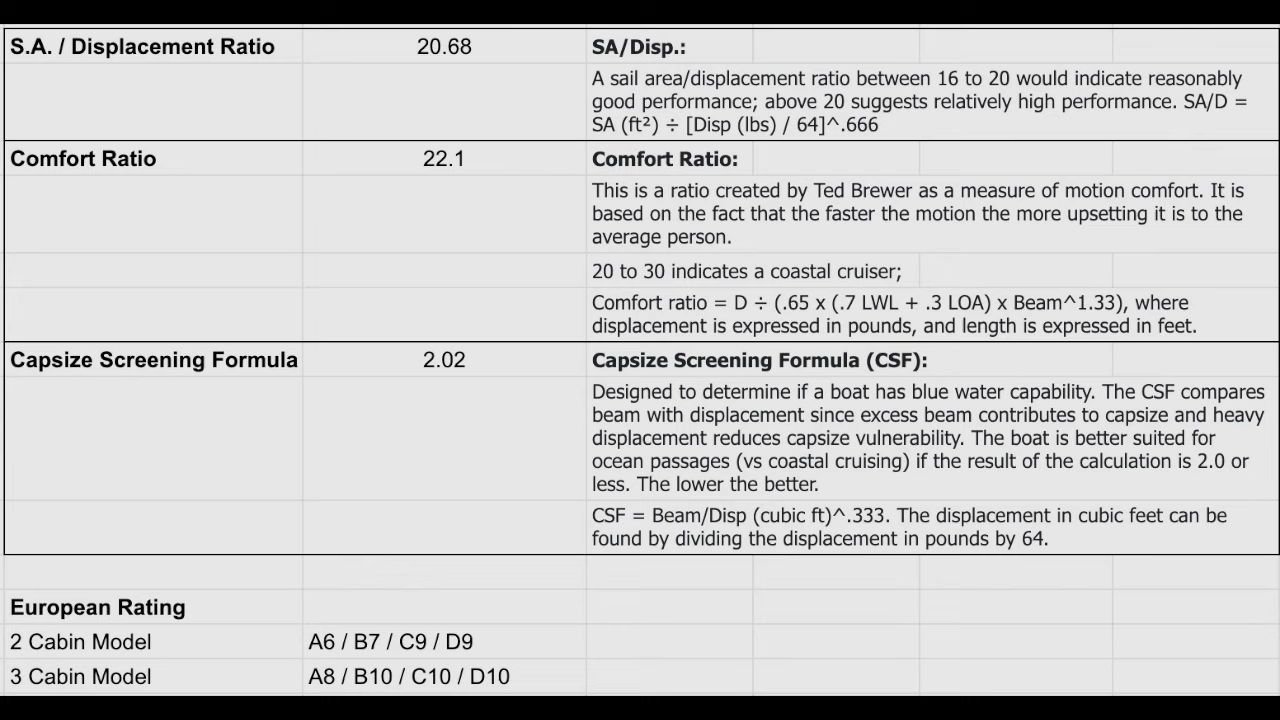 S.A. / Displacement Ratio 20.68 SA/Disp.:
A sail area/displacement ratio between 16 to 20 would indicate reasonably
good performance; above 20 suggests relatively high performance. SA/D =
SA (ft²) ÷ [Disp (lbs) / 64]^.666
Comfort Ratio 22.1 Comfort Ratio:
This is a ratio created by Ted Brewer as a measure of motion comfort. It is
based on the fact that the faster the motion the more upsetting it is to the
average person.
20 to 30 indicates a coastal cruiser;
Comfort ratio = D ÷ (.65 x (.7 LWL + .3 LOA) x Beam^1.33), where
displacement is expressed in pounds, and length is expressed in feet.
Capsize Screening Formula 2.02 Capsize Screening Formula (CSF):
Designed to determine if a boat has blue water capability. The CSF compares
beam with displacement since excess beam contributes to capsize and heavy
displacement reduces capsize vulnerability. The boat is better suited for
ocean passages (vs coastal cruising) if the result of the calculation is 2.0 or
less. The lower the better.
CSF = Beam/Disp (cubic ft)^.333. The displacement in cubic feet can be
found by dividing the displacement in pounds by 64.
European Rating
2 Cabin Model A6 / B7 / C9 / D9
3 Cabin Model A8 / B10 / C10 / D10